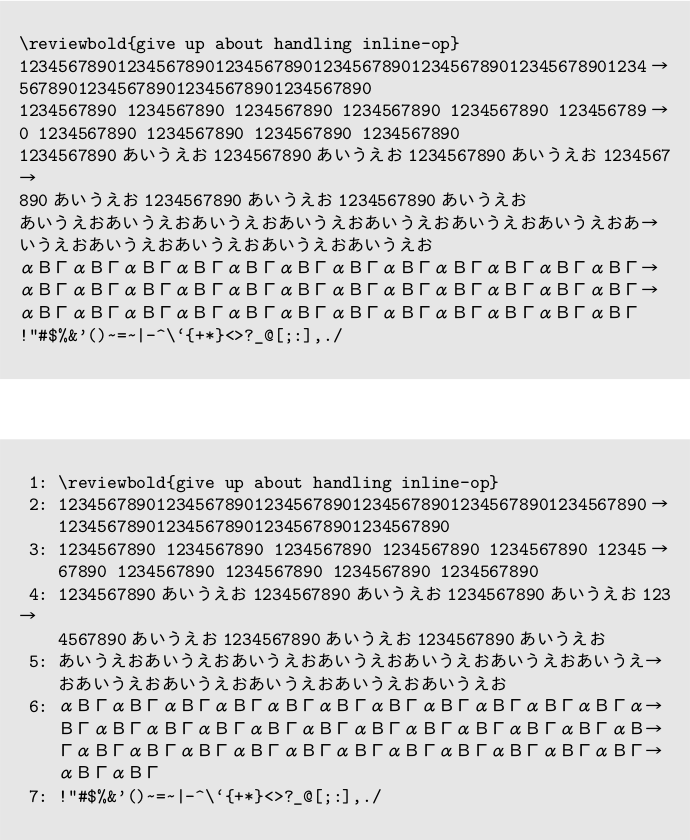 \reviewbold{give up about handling inline-op}
1234567890123456789012345678901234567890123456789012345678901234 →
567890123456789012345678901234567890
1234567890 1234567890 1234567890 1234567890 1234567890 123456789 →
0 1234567890 1234567890 1234567890 1234567890
1234567890 あいうえお 1234567890 あいうえお 1234567890 あいうえお 1234567
→
890 あいうえお 1234567890 あいうえお 1234567890 あいうえお
あいうえおあいうえおあいうえおあいうえおあいうえおあいうえおあいうえおあ→
いうえおあいうえおあいうえおあいうえおあいうえお
αΒΓαΒΓαΒΓαΒΓαΒΓαΒΓαΒΓαΒΓαΒΓαΒΓαΒΓαΒΓ→
αΒΓαΒΓαΒΓαΒΓαΒΓαΒΓαΒΓαΒΓαΒΓαΒΓαΒΓαΒΓ→
αΒΓαΒΓαΒΓαΒΓαΒΓαΒΓαΒΓαΒΓαΒΓαΒΓαΒΓαΒΓ
!"#$%&'()~=~|-^\`{+*}<>?_@[;:],./
1: \reviewbold{give up about handling inline-op}
2: 123456789012345678901234567890123456789012345678901234567890 →
1234567890123456789012345678901234567890
3: 1234567890 1234567890 1234567890 1234567890 1234567890 12345 →
67890 1234567890 1234567890 1234567890 1234567890
4: 1234567890 あいうえお 1234567890 あいうえお 1234567890 あいうえお 123
→
4567890 あいうえお 1234567890 あいうえお 1234567890 あいうえお
5: あいうえおあいうえおあいうえおあいうえおあいうえおあいうえおあいうえ→
おあいうえおあいうえおあいうえおあいうえおあいうえお
6: αΒΓαΒΓαΒΓαΒΓαΒΓαΒΓαΒΓαΒΓαΒΓαΒΓαΒΓα→
ΒΓαΒΓαΒΓαΒΓαΒΓαΒΓαΒΓαΒΓαΒΓαΒΓαΒΓαΒ→
ΓαΒΓαΒΓαΒΓαΒΓαΒΓαΒΓαΒΓαΒΓαΒΓαΒΓαΒΓ→
αΒΓαΒΓ
7: !"#$%&'()~=~|-^\`{+*}<>?_@[;:],./